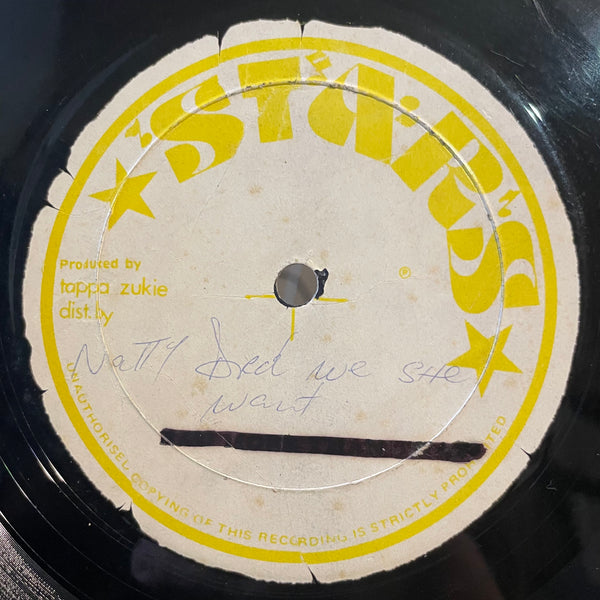 STARS
Produced by
®
tappa zukie
dist. by
Natty dred we she
want
UNAUTHORISEL COPYING OF THIS RECORDING IS STRICTLY PROHIBITED